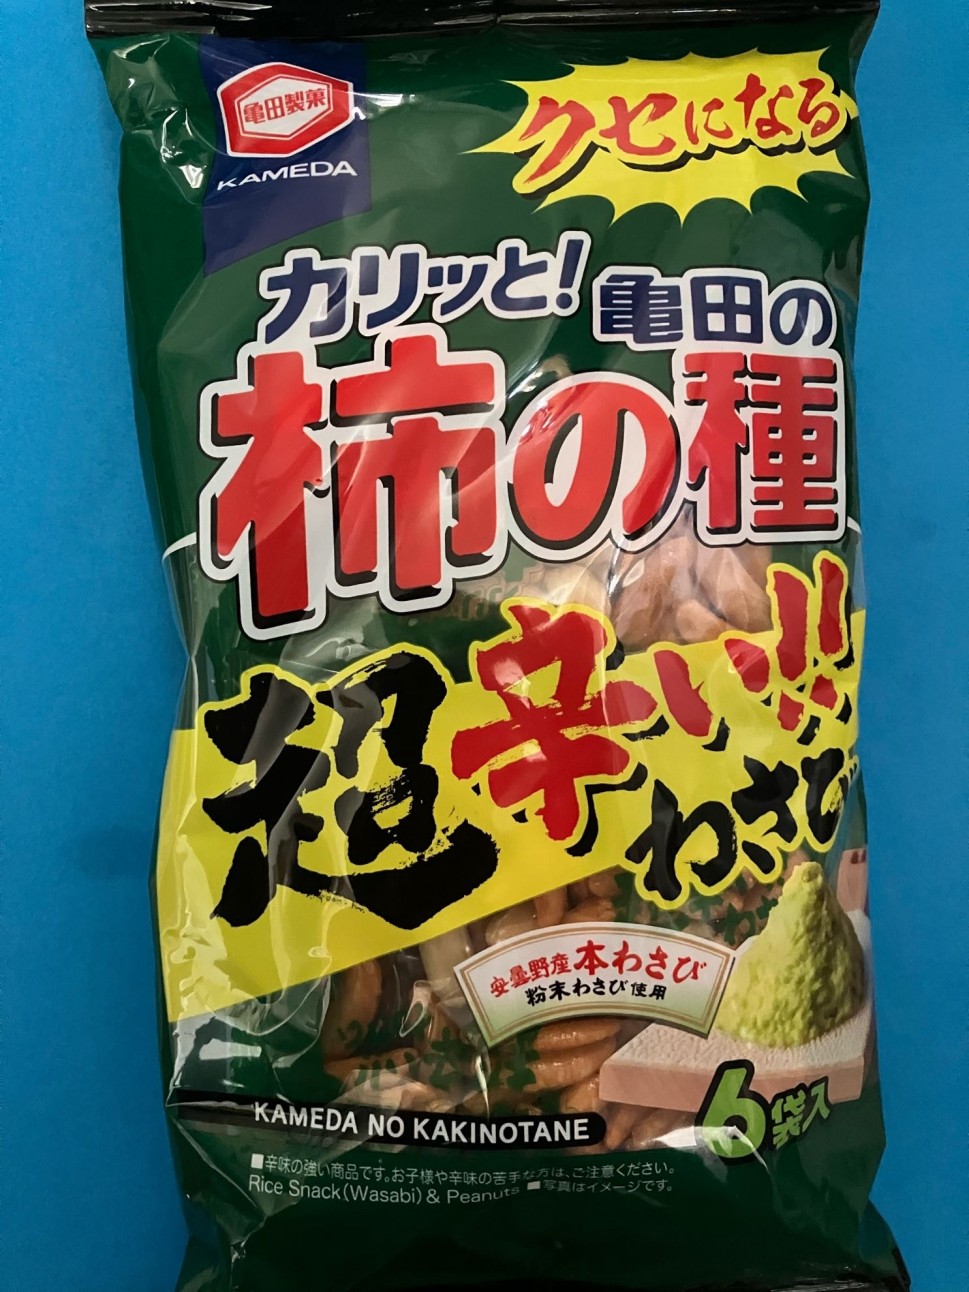 亀田製菓
KAMEDA
クセになる
カリッと! 亀田の
柿の種
超辛い!!
わさび
安曇野産本わさび
粉末わさび使用
6袋入
KAMEDA NO KAKINOTANE
■辛味の強い商品です。お子様や辛味の苦手な方は、ご注意ください。
Rice Snack(Wasabi) & Peanuts ■写真はイメージです。